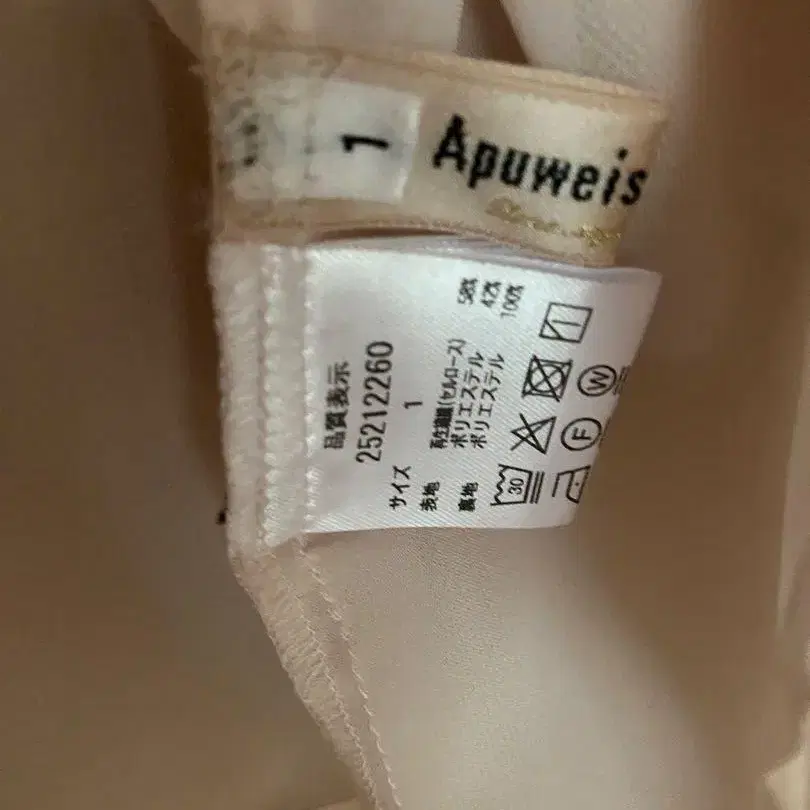 1
Apuweis
品質表示
25212260
サイズ 1
表地 再生繊維(セルロース) 58%
ポリエステル 42%
裏地 ポリエステル 100%
30
W
F